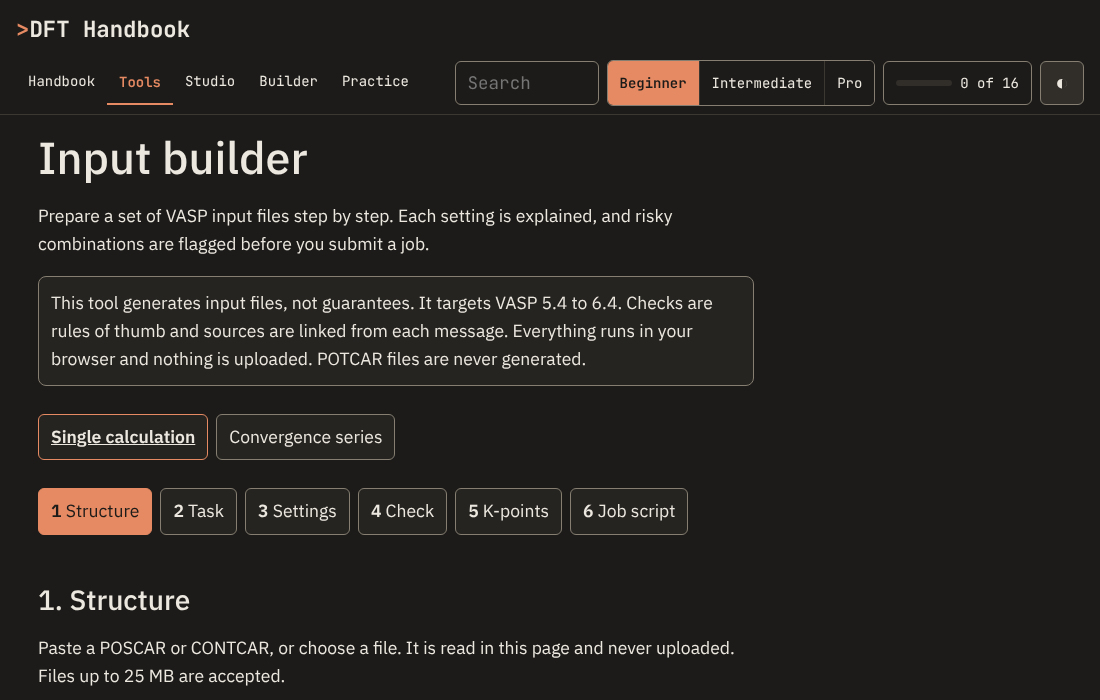 >DFT Handbook
Handbook Tools Studio Builder Practice Search Beginner Intermediate Pro 0 of 16
Input builder
Prepare a set of VASP input files step by step. Each setting is explained, and risky
combinations are flagged before you submit a job.
This tool generates input files, not guarantees. It targets VASP 5.4 to 6.4. Checks are
rules of thumb and sources are linked from each message. Everything runs in your
browser and nothing is uploaded. POTCAR files are never generated.
Single calculation Convergence series
1 Structure 2 Task 3 Settings 4 Check 5 K-points 6 Job script
1. Structure
Paste a POSCAR or CONTCAR, or choose a file. It is read in this page and never uploaded.
Files up to 25 MB are accepted.